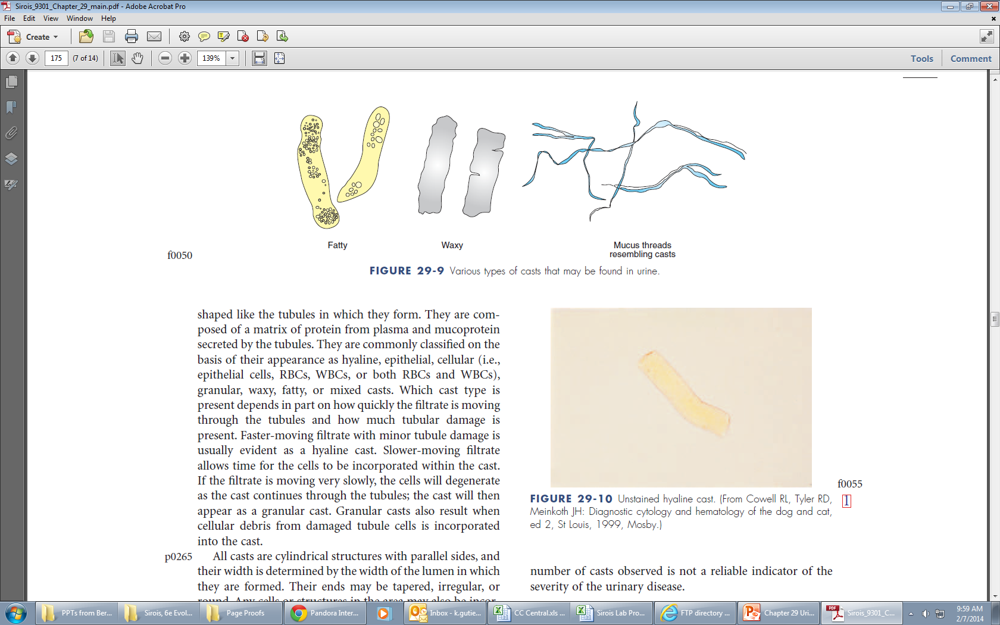 Sirois_9301_Chapter_29_main.pdf - Adobe Acrobat Pro
File Edit View Window Help
Create
175 (7 of 14) 139% Tools Comment
Fatty
Waxy
Mucus threads
resembling casts
f0050
FIGURE 29-9 Various types of casts that may be found in urine.
shaped like the tubules in which they form. They are com-
posed of a matrix of protein from plasma and mucoprotein
secreted by the tubules. They are commonly classified on the
basis of their appearance as hyaline, epithelial, cellular (i.e.,
epithelial cells, RBCs, WBCs, or both RBCs and WBCs),
granular, waxy, fatty, or mixed casts. Which cast type is
present depends in part on how quickly the filtrate is moving
through the tubules and how much tubular damage is
present. Faster-moving filtrate with minor tubule damage is
usually evident as a hyaline cast. Slower-moving filtrate
allows time for the cells to be incorporated within the cast.
If the filtrate is moving very slowly, the cells will degenerate
as the cast continues through the tubules; the cast will then
appear as a granular cast. Granular casts also result when
cellular debris from damaged tubule cells is incorporated
into the cast.
p0265
All casts are cylindrical structures with parallel sides, and
their width is determined by the width of the lumen in which
they are formed. Their ends may be tapered, irregular, or
round. Any cells or structures in the area may also be incor-
f0055
FIGURE 29-10 Unstained hyaline cast. (From Cowell RL, Tyler RD,
Meinkoth JH: Diagnostic cytology and hematology of the dog and cat,
ed 2, St Louis, 1999, Mosby.)
1
number of casts observed is not a reliable indicator of the
severity of the urinary disease.
PPTs from Ber... Sirois, 6e Evol... Page Proofs Pandora Inter... Inbox - k.gutie... CC Central.xls ... Sirois Lab Pro... FTP directory ... Chapter 29 Uri... Sirois_9301_C...
9:59 AM
2/7/2014